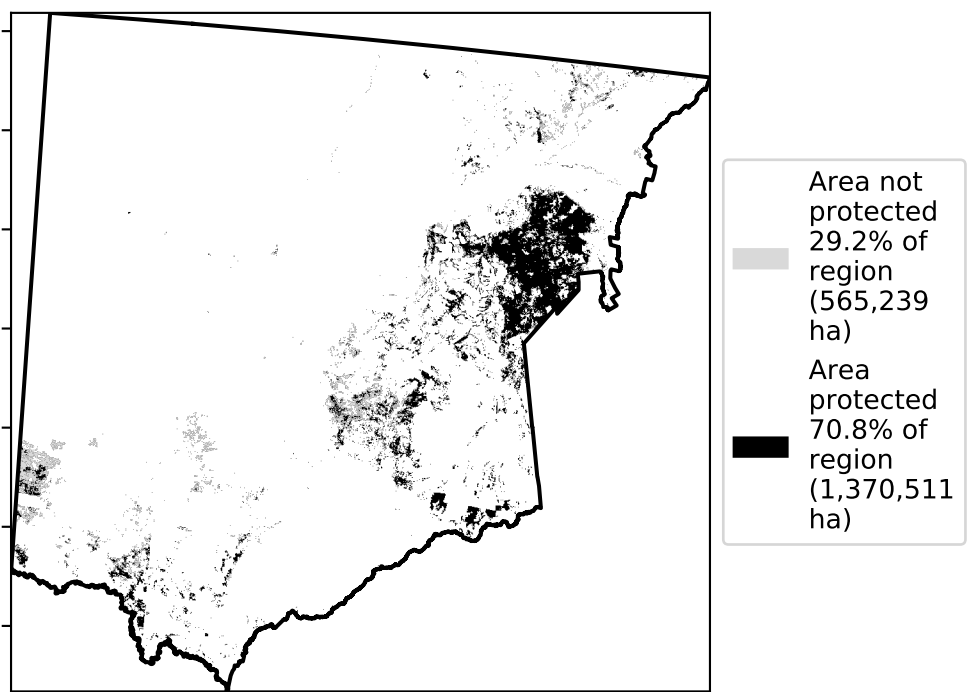 Area not
protected
29.2% of
region
(565,239
ha)
Area
protected
70.8% of
region
(1,370,511
ha)